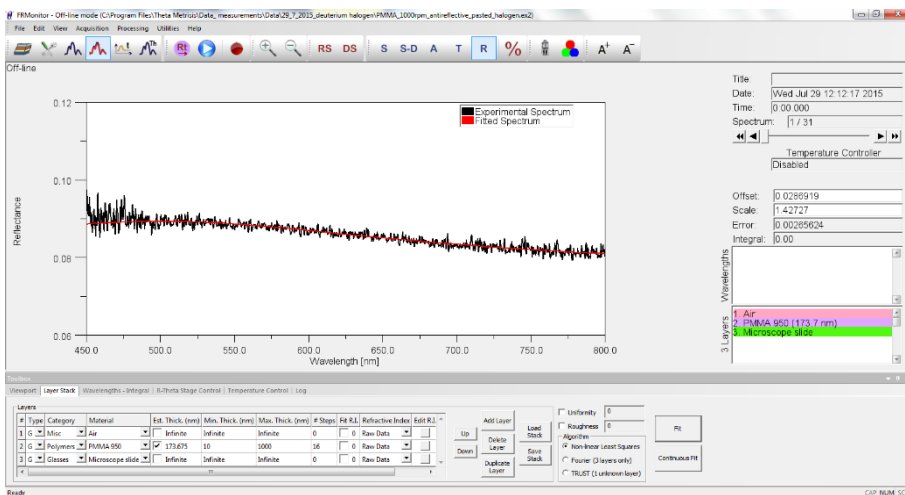 FRMonitor - Off-line mode (C:\Program Files\Theta Metrisis\Data_ measurements\Data\29_7_2015_deuterium halogen\PMMA_1000rpm_antireflective_pasted_halogen.ex2)
File Edit View Acquisition Processing Utilities Help
Th Rt RS DS S S-D A T R % A+ A-
Off-line
Title:
Date: Wed Jul 29 12:12:17 2015
Time: 0:00.000
Spectrum: 1 / 31
Temperature Controller
Disabled
Offset: 0.0286919
Scale: 1.42727
Error: 0.00265624
Integral: 0.00
Wavelengths
3 Layers
1. Air
2. PMMA 950 (173.7 nm)
3. Microscope slide
Experimental Spectrum
Fitted Spectrum
0.12
0.10
0.08
0.06
Reflectance
450.0 500.0 550.0 600.0 650.0 700.0 750.0 800.0
Wavelength [nm]
Toolbox
Viewport Layer Stack Wavelengths - Integral R-Theta Stage Control Temperature Control Log
Layers
# Type Category Material Est. Thick. (nm) Min. Thick. (nm) Max. Thick. (nm) # Steps Fit R.I. Refractive Index Edit R.I.
1 G Misc Air Infinite Infinite Infinite 0 0 Raw Data
2 G Polymers PMMA 950 173.675 10 1000 16 0 Raw Data
3 G Glasses Microscope slide Infinite Infinite Infinite 0 0 Raw Data
Up
Down
Add Layer
Delete Layer
Duplicate Layer
Load Stack
Save Stack
Uniformity 0
Roughness 0
Algorithm
Non-linear Least Squares
Fourier (3 layers only)
TRUST (1 unknown layer)
Fit
Continuous Fit
Ready
CAP NUM SC